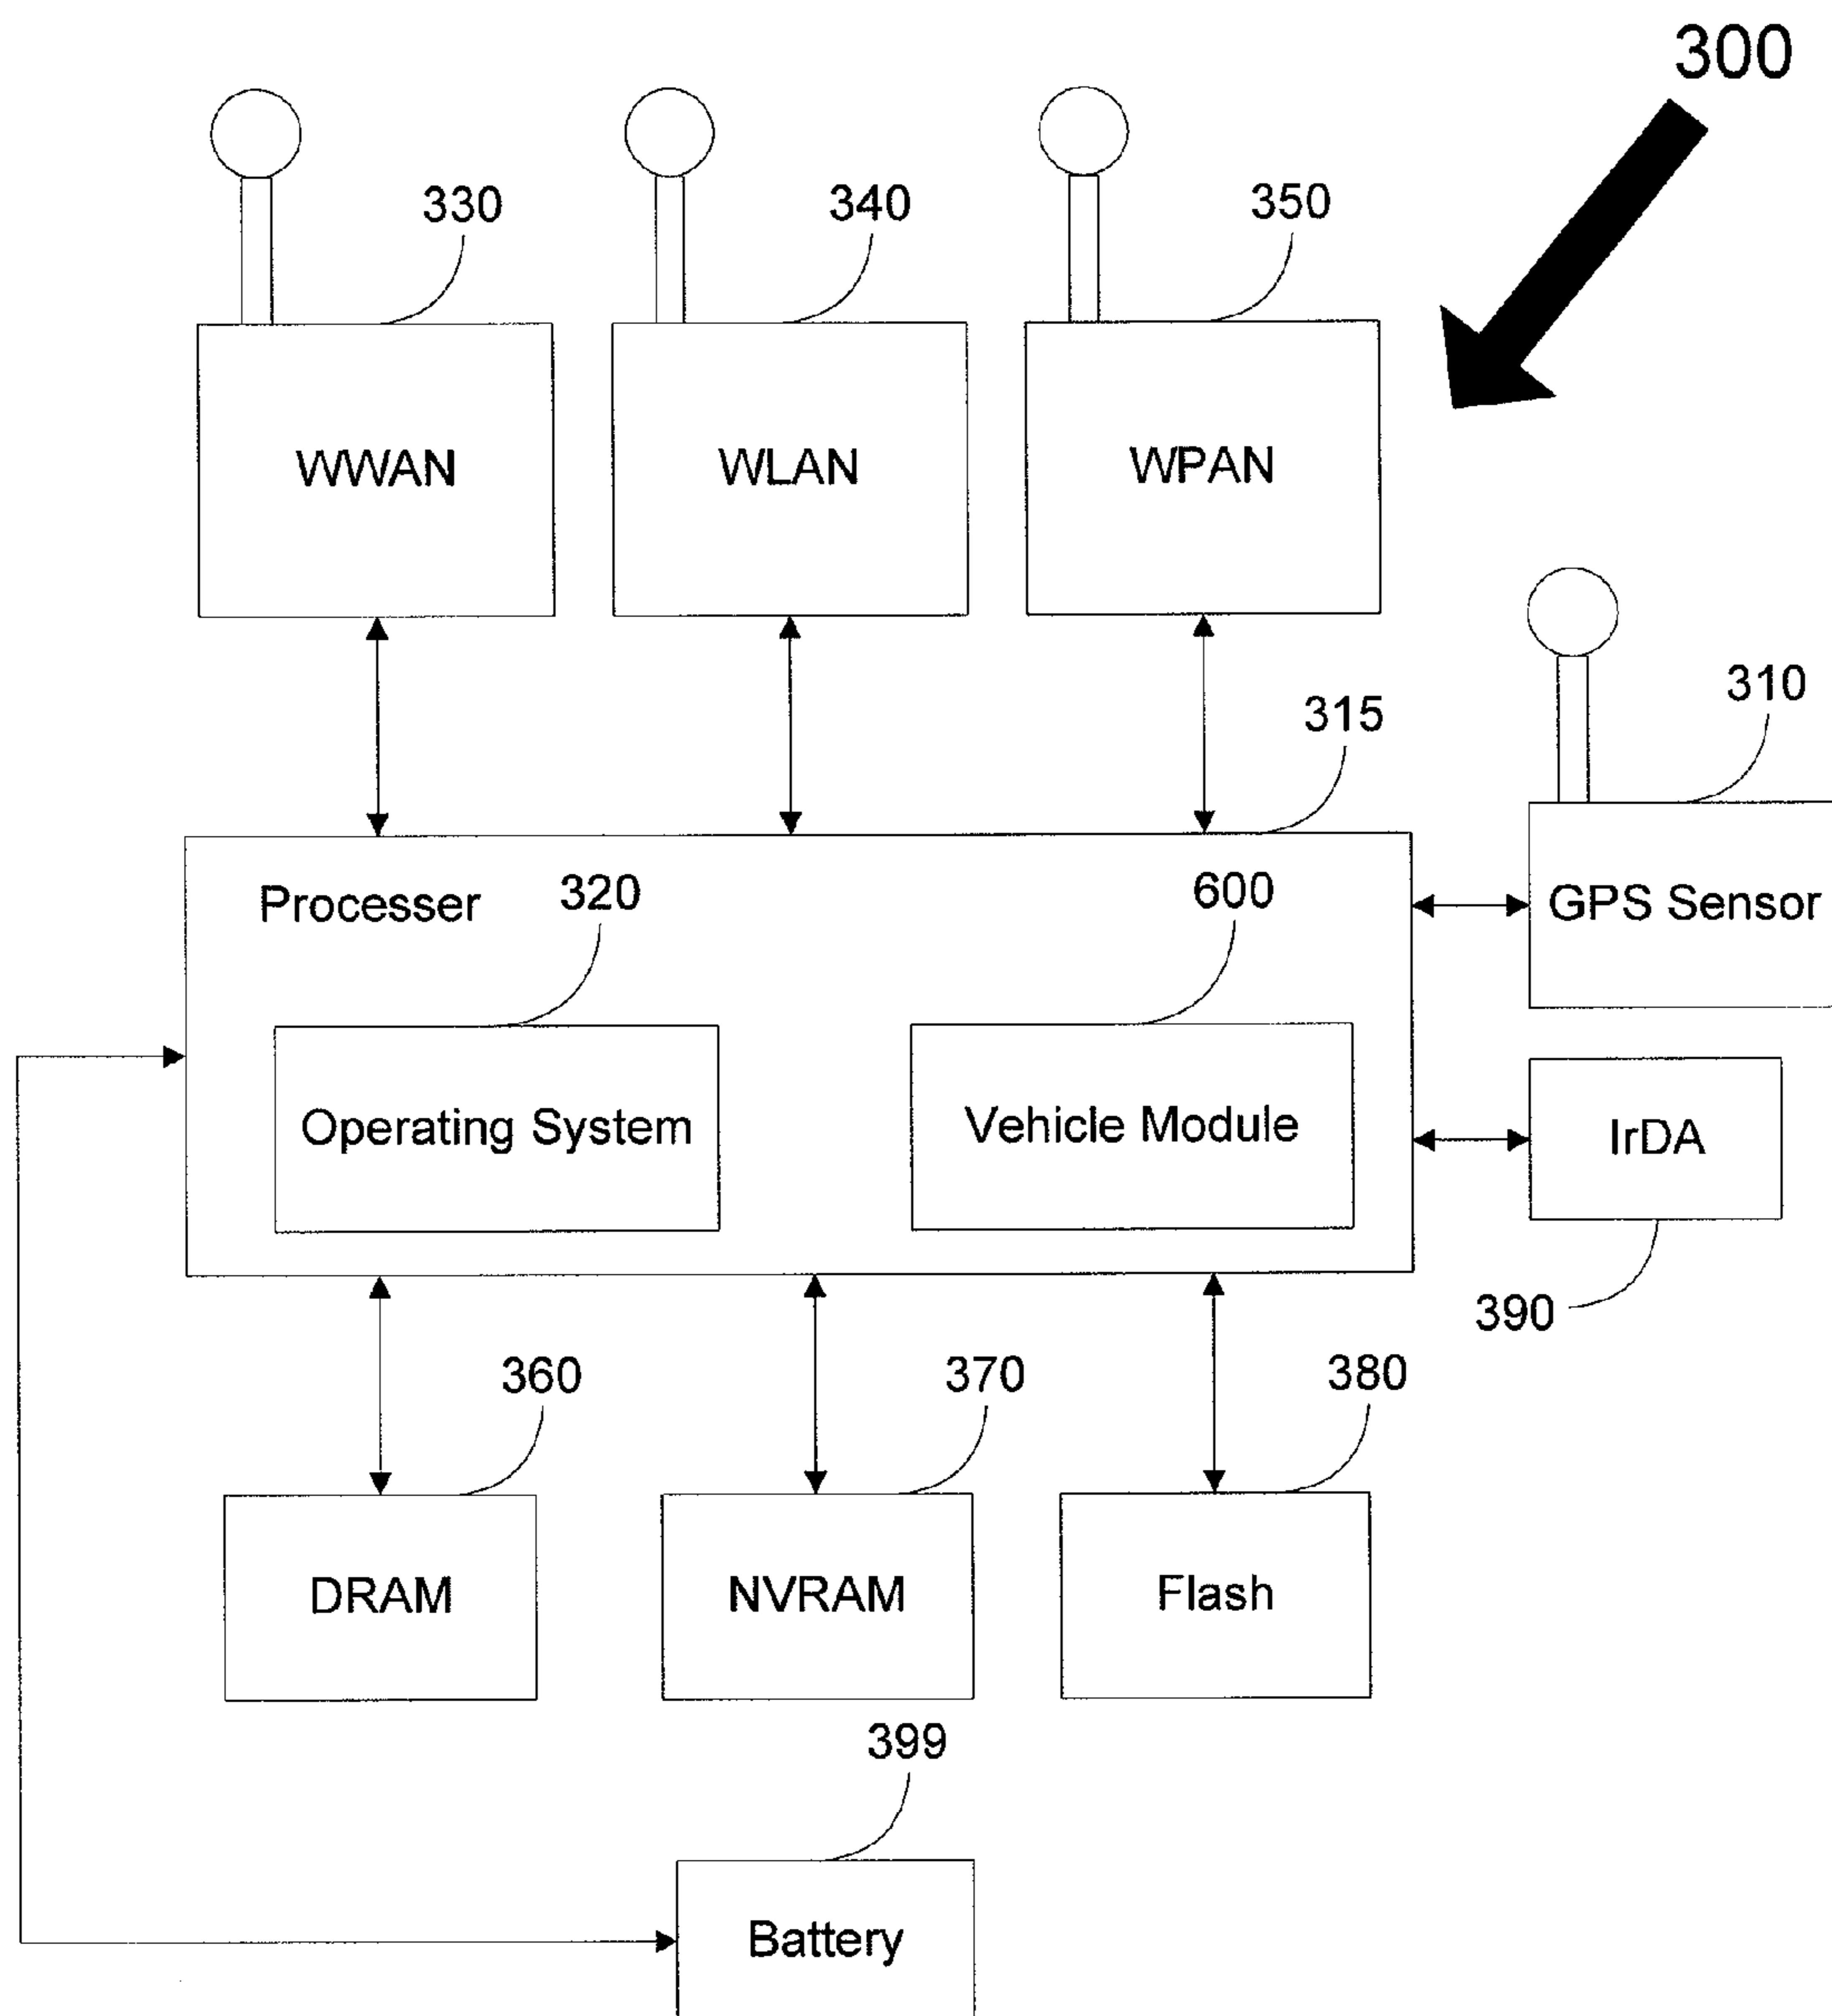 300
330
340
350
WWAN
WLAN
WPAN
310
315
Processer
320
600
GPS Sensor
Operating System
Vehicle Module
IrDA
390
360
370
380
DRAM
NVRAM
Flash
399
Battery